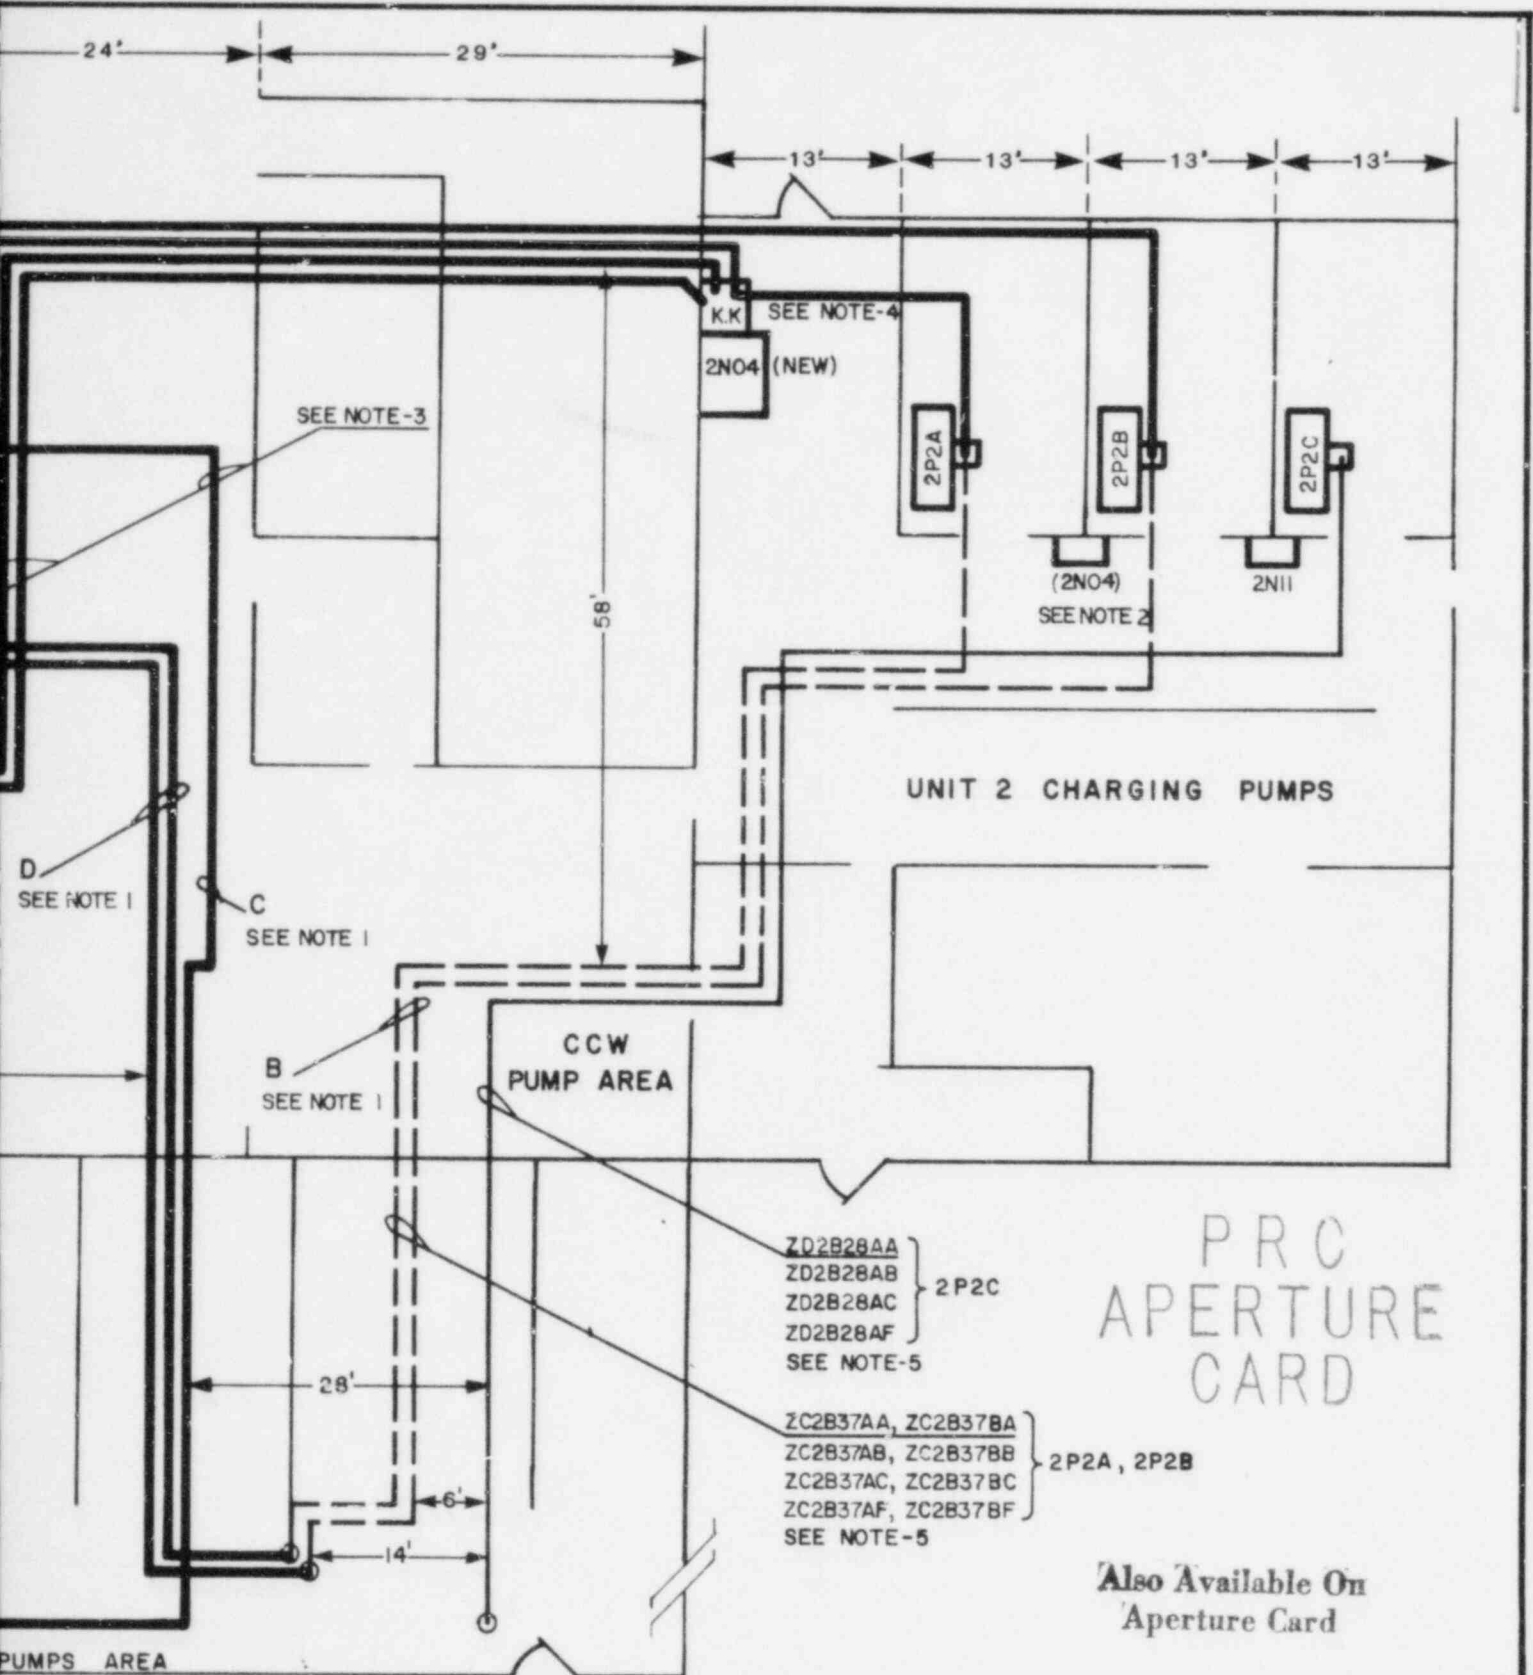 24' 29'
13' 13' 13' 13'
K.K SEE NOTE-4
2N04 (NEW)
SEE NOTE-3
2P2A 2P2B 2P2C
(2N04) 2N11
SEE NOTE 2
58'
UNIT 2 CHARGING PUMPS
D
SEE NOTE 1
C
SEE NOTE 1
B
SEE NOTE 1
CCW
PUMP AREA
ZD2B28AA
ZD2B28AB
ZD2B28AC
ZD2B28AF
2P2C
SEE NOTE-5
PRC
APERTURE
CARD
28'
ZC2B37AA, ZC2B37BA
ZC2B37AB, ZC2B37BB
ZC2B37AC, ZC2B37BC
ZC2B37AF, ZC2B37BF
2P2A, 2P2B
SEE NOTE-5
6'
14'
Also Available On
Aperture Card
PUMPS AREA